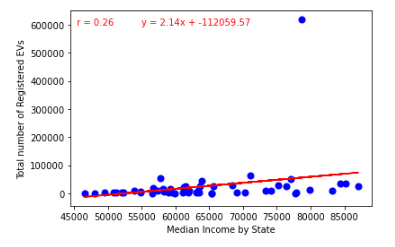 r = 0.26 y = 2.14x + -112059.57
Total Number of Registered EVs
600000
500000
400000
300000
200000
100000
0
45000 50000 55000 60000 65000 70000 75000 80000 85000
Median Income by State